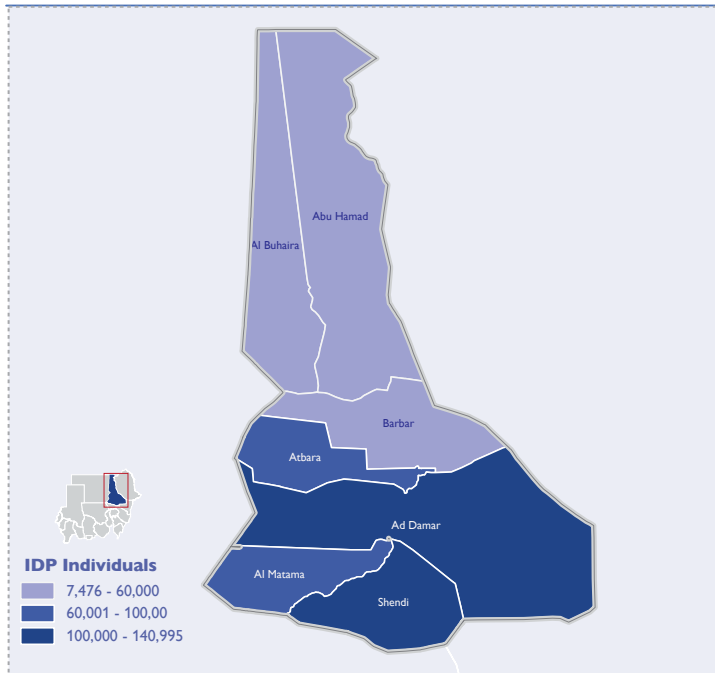 Abu Hamad
Al Buhaira
Barbar
Atbara
Ad Damar
Al Matama
Shendi
IDP Individuals
7,476 - 60,000
60,001 - 100,00
100,000 - 140,995